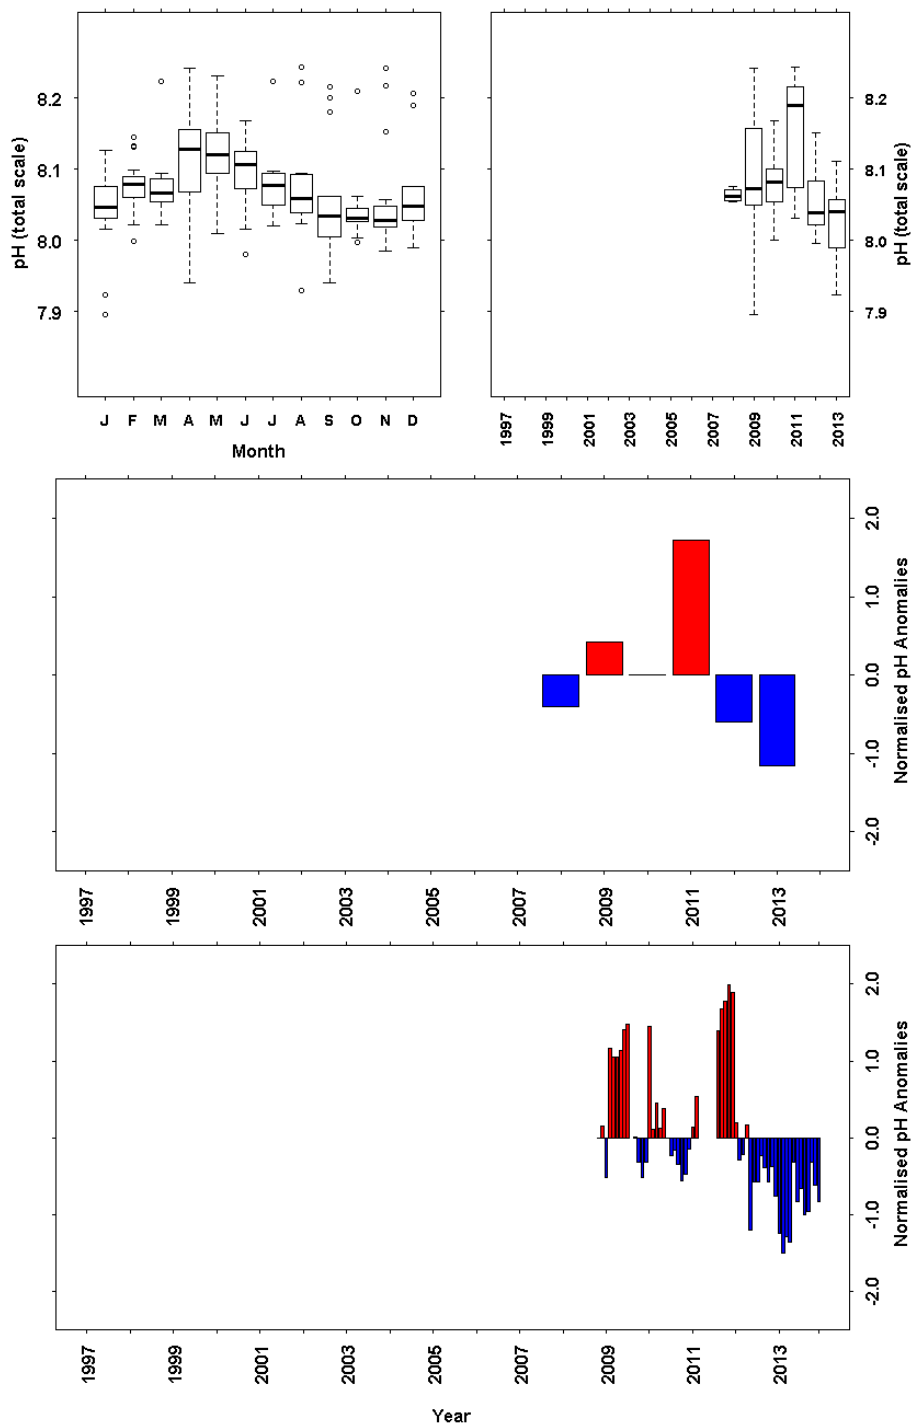 8.2
8.1
8.0
7.9
pH (total scale)
J F M A M J J A S O N D
Month
8.2
8.1
8.0
7.9
pH (total scale)
1997 1999 2001 2003 2005 2007 2009 2011 2013
2.0
1.0
0.0
-1.0
-2.0
Normalised pH Anomalies
1997 1999 2001 2003 2005 2007 2009 2011 2013
2.0
1.0
0.0
-1.0
-2.0
Normalised pH Anomalies
1997 1999 2001 2003 2005 2007 2009 2011 2013
Year